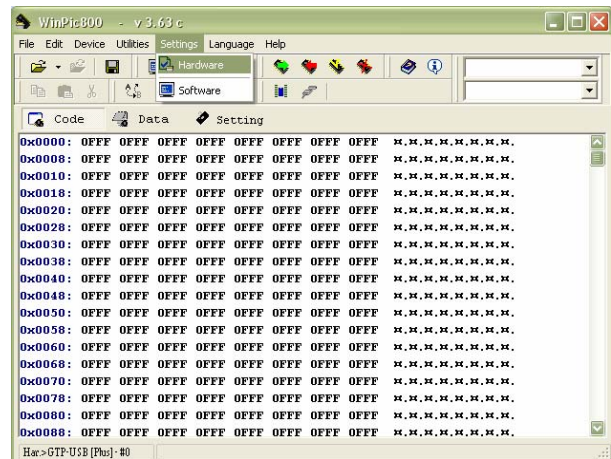 WinPic800 - v 3.63 c
File Edit Device Utilities Settings Language Help
Hardware
Software
Code Data Setting
0x0000: 0FFF 0FFF 0FFF 0FFF 0FFF 0FFF 0FFF 0FFF ¤.¤.¤.¤.¤.¤.¤.¤.
0x0008: 0FFF 0FFF 0FFF 0FFF 0FFF 0FFF 0FFF 0FFF ¤.¤.¤.¤.¤.¤.¤.¤.
0x0010: 0FFF 0FFF 0FFF 0FFF 0FFF 0FFF 0FFF 0FFF ¤.¤.¤.¤.¤.¤.¤.¤.
0x0018: 0FFF 0FFF 0FFF 0FFF 0FFF 0FFF 0FFF 0FFF ¤.¤.¤.¤.¤.¤.¤.¤.
0x0020: 0FFF 0FFF 0FFF 0FFF 0FFF 0FFF 0FFF 0FFF ¤.¤.¤.¤.¤.¤.¤.¤.
0x0028: 0FFF 0FFF 0FFF 0FFF 0FFF 0FFF 0FFF 0FFF ¤.¤.¤.¤.¤.¤.¤.¤.
0x0030: 0FFF 0FFF 0FFF 0FFF 0FFF 0FFF 0FFF 0FFF ¤.¤.¤.¤.¤.¤.¤.¤.
0x0038: 0FFF 0FFF 0FFF 0FFF 0FFF 0FFF 0FFF 0FFF ¤.¤.¤.¤.¤.¤.¤.¤.
0x0040: 0FFF 0FFF 0FFF 0FFF 0FFF 0FFF 0FFF 0FFF ¤.¤.¤.¤.¤.¤.¤.¤.
0x0048: 0FFF 0FFF 0FFF 0FFF 0FFF 0FFF 0FFF 0FFF ¤.¤.¤.¤.¤.¤.¤.¤.
0x0050: 0FFF 0FFF 0FFF 0FFF 0FFF 0FFF 0FFF 0FFF ¤.¤.¤.¤.¤.¤.¤.¤.
0x0058: 0FFF 0FFF 0FFF 0FFF 0FFF 0FFF 0FFF 0FFF ¤.¤.¤.¤.¤.¤.¤.¤.
0x0060: 0FFF 0FFF 0FFF 0FFF 0FFF 0FFF 0FFF 0FFF ¤.¤.¤.¤.¤.¤.¤.¤.
0x0068: 0FFF 0FFF 0FFF 0FFF 0FFF 0FFF 0FFF 0FFF ¤.¤.¤.¤.¤.¤.¤.¤.
0x0070: 0FFF 0FFF 0FFF 0FFF 0FFF 0FFF 0FFF 0FFF ¤.¤.¤.¤.¤.¤.¤.¤.
0x0078: 0FFF 0FFF 0FFF 0FFF 0FFF 0FFF 0FFF 0FFF ¤.¤.¤.¤.¤.¤.¤.¤.
0x0080: 0FFF 0FFF 0FFF 0FFF 0FFF 0FFF 0FFF 0FFF ¤.¤.¤.¤.¤.¤.¤.¤.
0x0088: 0FFF 0FFF 0FFF 0FFF 0FFF 0FFF 0FFF 0FFF ¤.¤.¤.¤.¤.¤.¤.¤.
Har.>GTP-USB [Plus] - #0